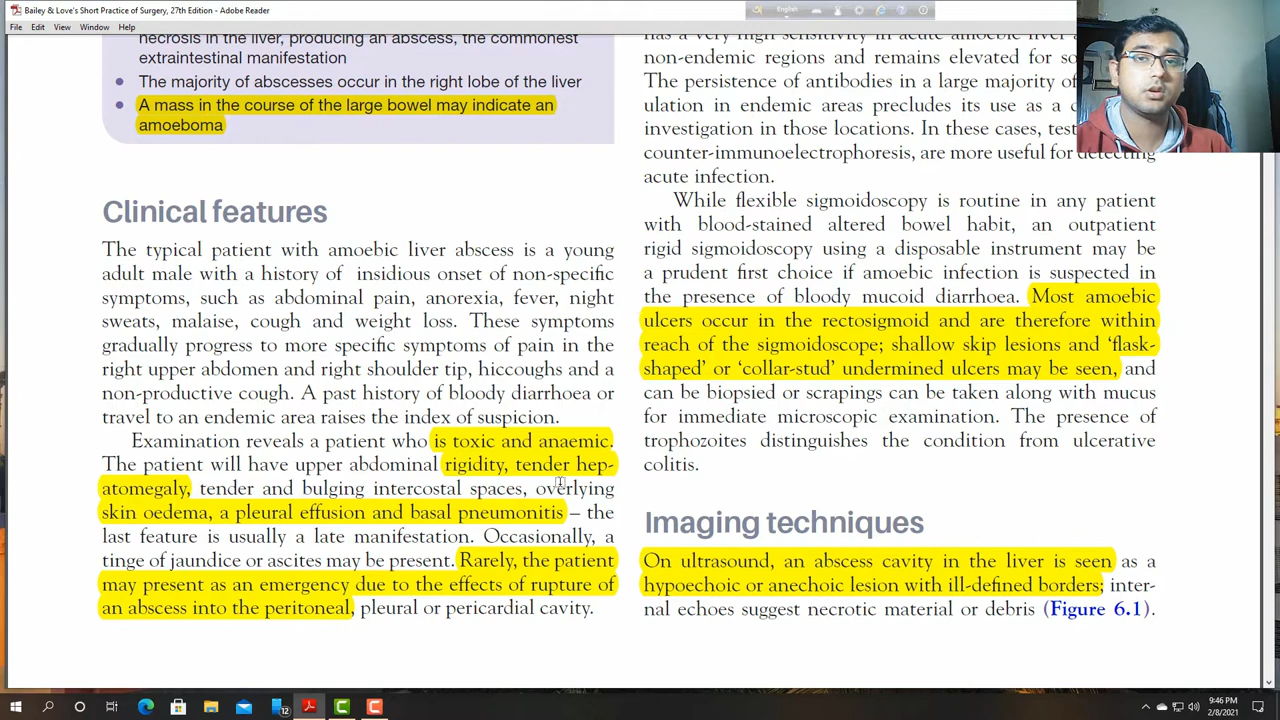 Bailey & Love's Short Practice of Surgery, 27th Edition - Adobe Reader
English
File Edit View Window Help
necrosis in the liver, producing an abscess, the commonest
extraintestinal manifestation
The majority of abscesses occur in the right lobe of the liver
A mass in the course of the large bowel may indicate an
amoeboma
Clinical features
The typical patient with amoebic liver abscess is a young
adult male with a history of insidious onset of non-specific
symptoms, such as abdominal pain, anorexia, fever, night
sweats, malaise, cough and weight loss. These symptoms
gradually progress to more specific symptoms of pain in the
right upper abdomen and right shoulder tip, hiccoughs and a
non-productive cough. A past history of bloody diarrhoea or
travel to an endemic area raises the index of suspicion.
Examination reveals a patient who is toxic and anaemic.
The patient will have upper abdominal rigidity, tender hep-
atomegaly, tender and bulging intercostal spaces, overlying
skin oedema, a pleural effusion and basal pneumonitis – the
last feature is usually a late manifestation. Occasionally, a
tinge of jaundice or ascites may be present. Rarely, the patient
may present as an emergency due to the effects of rupture of
an abscess into the peritoneal, pleural or pericardial cavity.
has a very high sensitivity in acute amoebic liver
non-endemic regions and remains elevated for
The persistence of antibodies in a large majority of
ulation in endemic areas precludes its use as a
investigation in those locations. In these cases,
counter-immunoelectrophoresis, are more useful for detecting
acute infection.
While flexible sigmoidoscopy is routine in any patient
with blood-stained altered bowel habit, an outpatient
rigid sigmoidoscopy using a disposable instrument may be
a prudent first choice if amoebic infection is suspected in
the presence of bloody mucoid diarrhoea. Most amoebic
ulcers occur in the rectosigmoid and are therefore within
reach of the sigmoidoscope; shallow skip lesions and ‘flask-
shaped’ or ‘collar-stud’ undermined ulcers may be seen, and
can be biopsied or scrapings can be taken along with mucus
for immediate microscopic examination. The presence of
trophozoites distinguishes the condition from ulcerative
colitis.
Imaging techniques
On ultrasound, an abscess cavity in the liver is seen as a
hypoechoic or anechoic lesion with ill-defined borders; inter-
nal echoes suggest necrotic material or debris (Figure 6.1).
12
9:46 PM
2/8/2021